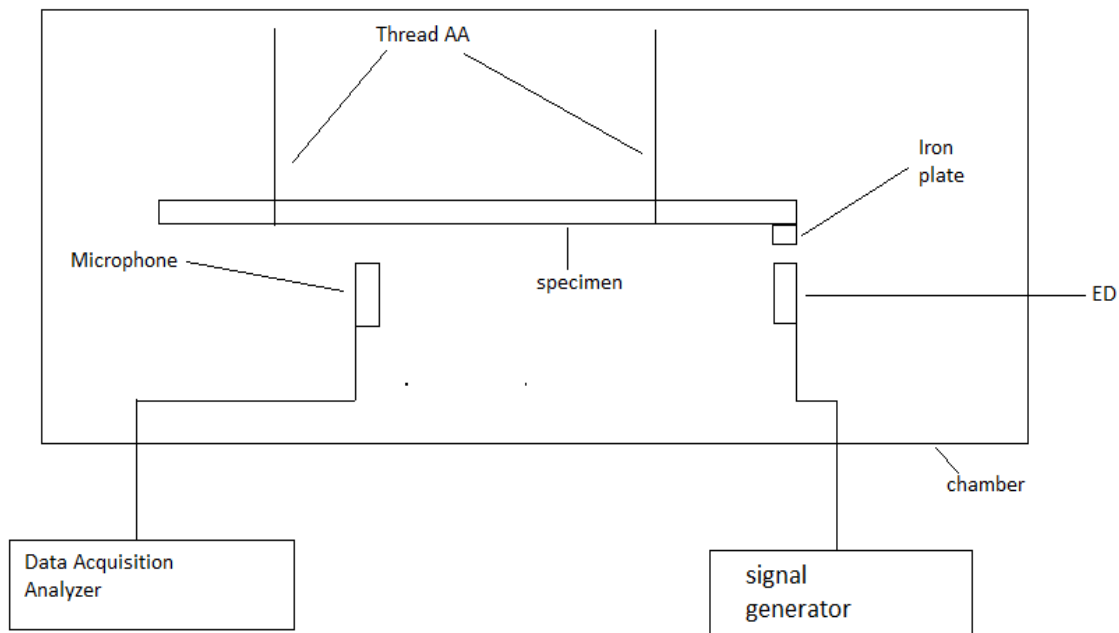 Thread AA
Iron
plate
Microphone
specimen
ED
chamber
Data Acquisition
Analyzer
signal
generator